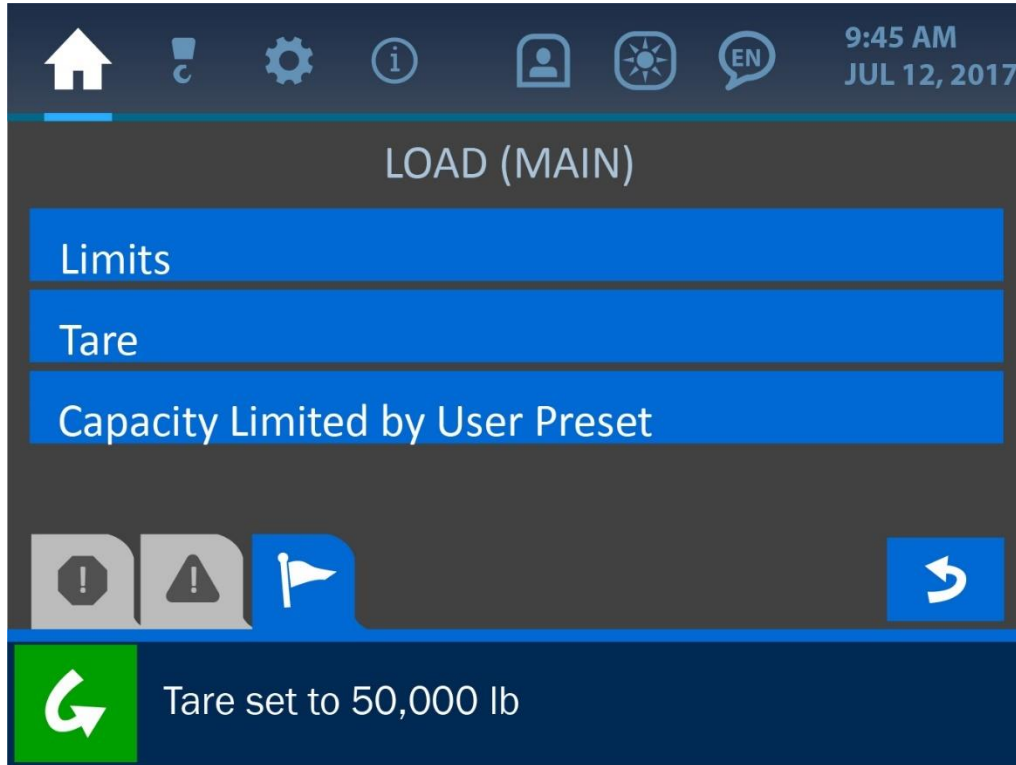 EN
9:45 AM
JUL 12, 2017
LOAD (MAIN)
Limits
Tare
Capacity Limited by User Preset
Tare set to 50,000 lb